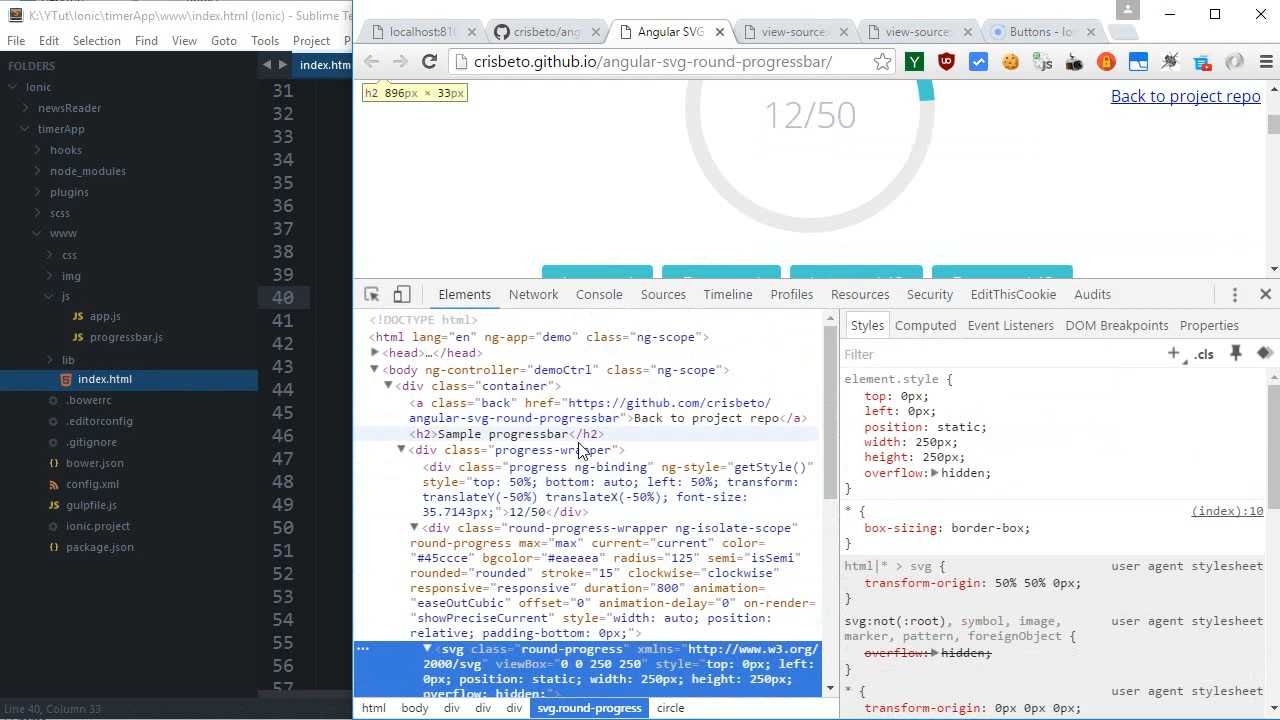 K:\YTut\Ionic\timerApp\www\index.html (Ionic) - Sublime Te
File Edit Selection Find View Goto Tools Project
FOLDERS
Ionic
newsReader
timerApp
hooks
node_modules
plugins
scss
www
css
img
js
app.js
progressbar.js
lib
index.html
.bowerrc
.editorconfig
.gitignore
bower.json
config.xml
gulpfile.js
ionic.project
package.json
Line 40, Column 33
index.htm
31
32
33
34
35
36
37
38
39
40
41
42
43
44
45
46
47
48
49
50
51
52
53
54
55
56
57
localhost:810
crisbeto/ang
Angular SVG
view-source:
view-source:
Buttons - Ion
crisbeto.github.io/angular-svg-round-progressbar/
h2 896px × 33px
Back to project repo
12/50
Elements Network Console Sources Timeline Profiles Resources Security EditThisCookie Audits
<!DOCTYPE html>
<html lang="en" ng-app="demo" class="ng-scope">
<head>…</head>
<body ng-controller="demoCtrl" class="ng-scope">
<div class="container">
<a class="back" href="https://github.com/crisbeto/
angular-svg-round-progressbar">Back to project repo</a>
<h2>Sample progressbar</h2>
<div class="progress-wrapper">
<div class="progress ng-binding" ng-style="getStyle()"
style="top: 50%; bottom: auto; left: 50%; transform:
translateY(-50%) translateX(-50%); font-size:
35.7143px;">12/50</div>
<div class="round-progress-wrapper ng-isolate-scope"
round-progress max="max" current="current" color=
"#45ccce" bgcolor="#eaeaea" radius="125" semi="isSemi"
rounded="rounded" stroke="15" clockwise="clockwise"
responsive="responsive" duration="800" animation=
"easeOutCubic" offset="0" animation-delay="0" on-render=
"showPreciseCurrent" style="width: auto; position:
relative; padding-bottom: 0px;">
<svg class="round-progress" xmlns="http://www.w3.org/
2000/svg" viewBox="0 0 250 250" style="top: 0px; left:
0px; position: static; width: 250px; height: 250px;
overflow: hidden;">
html body div div div svg.round-progress circle
Styles Computed Event Listeners DOM Breakpoints Properties
Filter
.cls
element.style {
top: 0px;
left: 0px;
position: static;
width: 250px;
height: 250px;
overflow: hidden;
}
* { (index):10
box-sizing: border-box;
}
html|* > svg { user agent stylesheet
transform-origin: 50% 50% 0px;
}
svg:not(:root), symbol, image, user agent stylesheet
marker, pattern, foreignObject {
overflow: hidden;
}
* { user agent stylesheet
transform-origin: 0px 0px 0px;